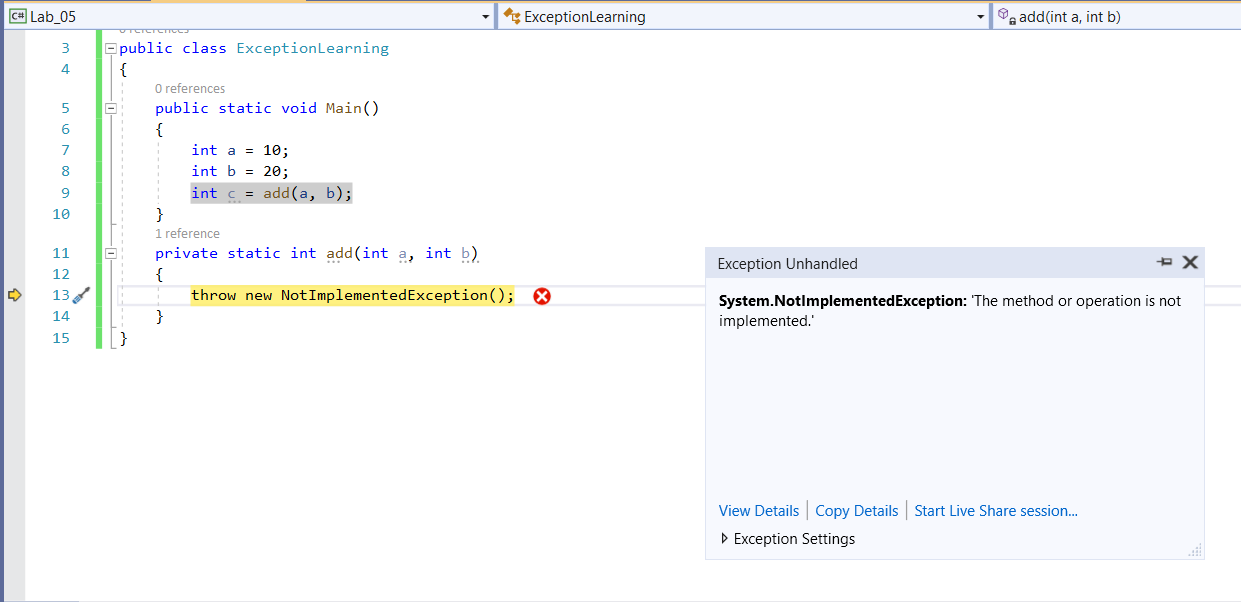 C# Lab_05 ExceptionLearning add(int a, int b)
0 references
3 public class ExceptionLearning
4 {
0 references
5 public static void Main()
6 {
7 int a = 10;
8 int b = 20;
9 int c = add(a, b);
10 }
1 reference
11 private static int add(int a, int b)
12 {
13 throw new NotImplementedException();
14 }
15 }
Exception Unhandled
System.NotImplementedException: 'The method or operation is not
implemented.'
View Details | Copy Details | Start Live Share session...
Exception Settings